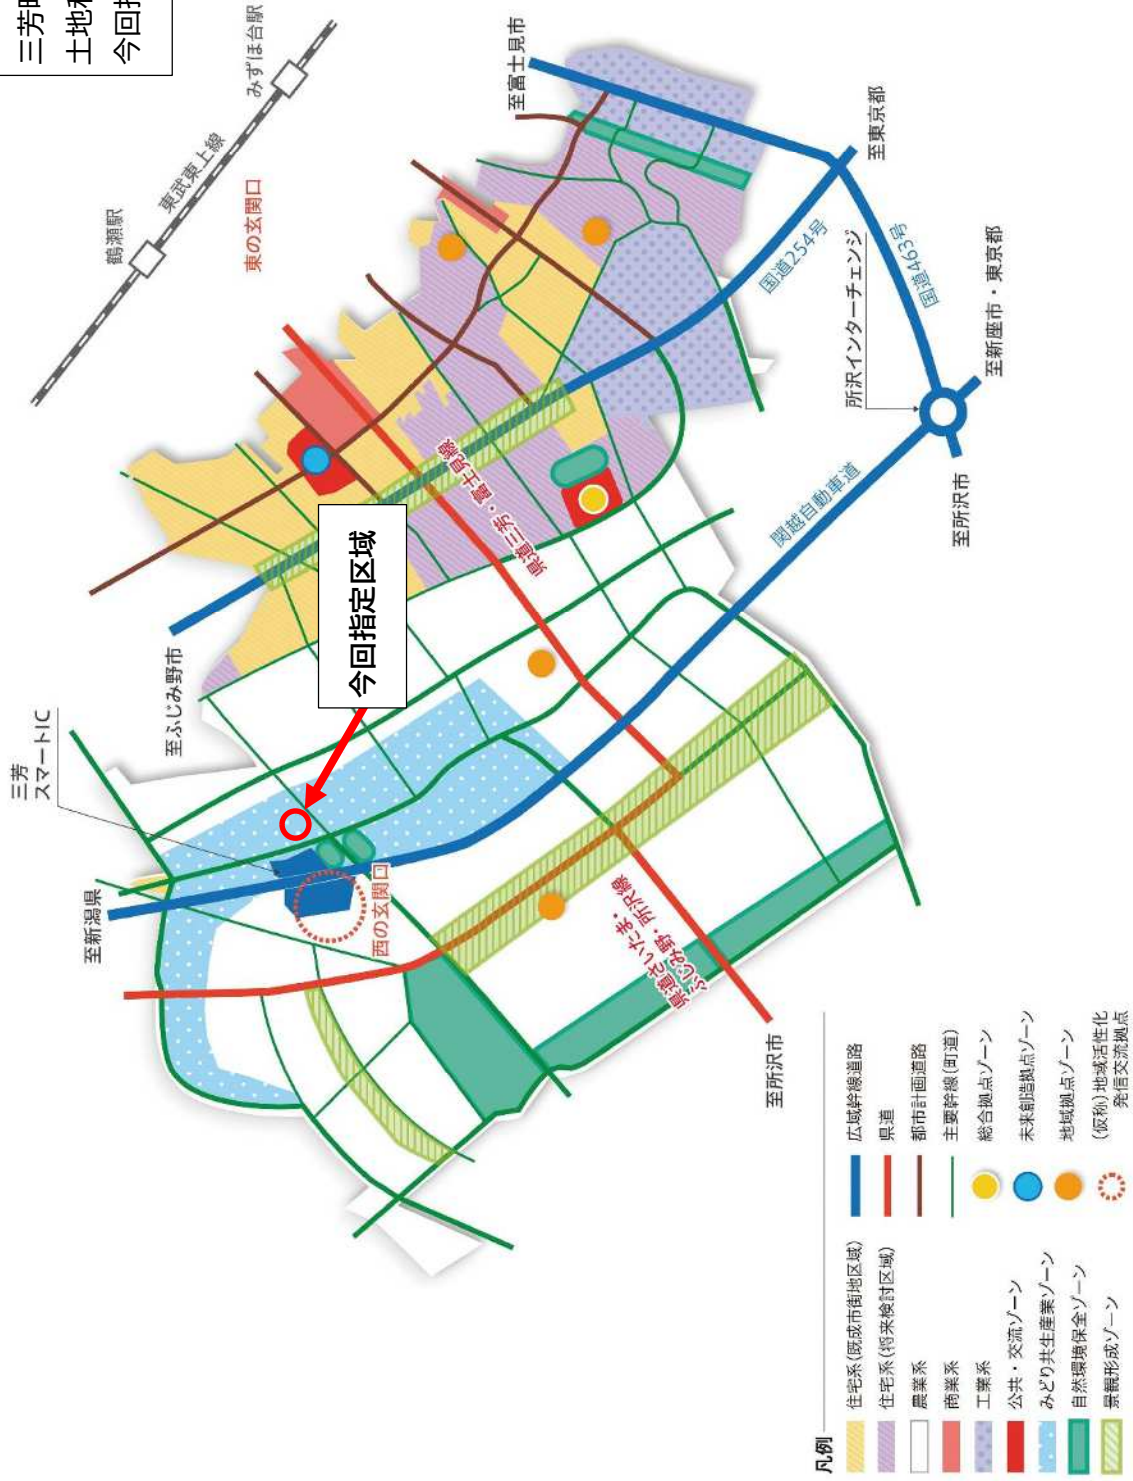 三芳町
土地利
今回指
みずほ台駅
東武東上線
鶴瀬駅
東の玄関口
至富士見市
至東京都
国道254号
国道463号
所沢インターチェンジ
至新座市・東京都
至所沢市
関越自動車道
県道三芳・富士見線
今回指定区域
至ふじみ野市
三芳
スマートIC
至新潟県
西の玄関口
県道さいたま・
ふじみ野・所沢線
至所沢市
凡例
住宅系(既成市街地区域)
住宅系(将来検討区域)
農業系
商業系
工業系
公共・交流ゾーン
みどり共生産業ゾーン
自然環境保全ゾーン
景観形成ゾーン
広域幹線道路
県道
都市計画道路
主要幹線(町道)
総合拠点ゾーン
未来創造拠点ゾーン
地域拠点ゾーン
(仮称)地域活性化
発信交流拠点